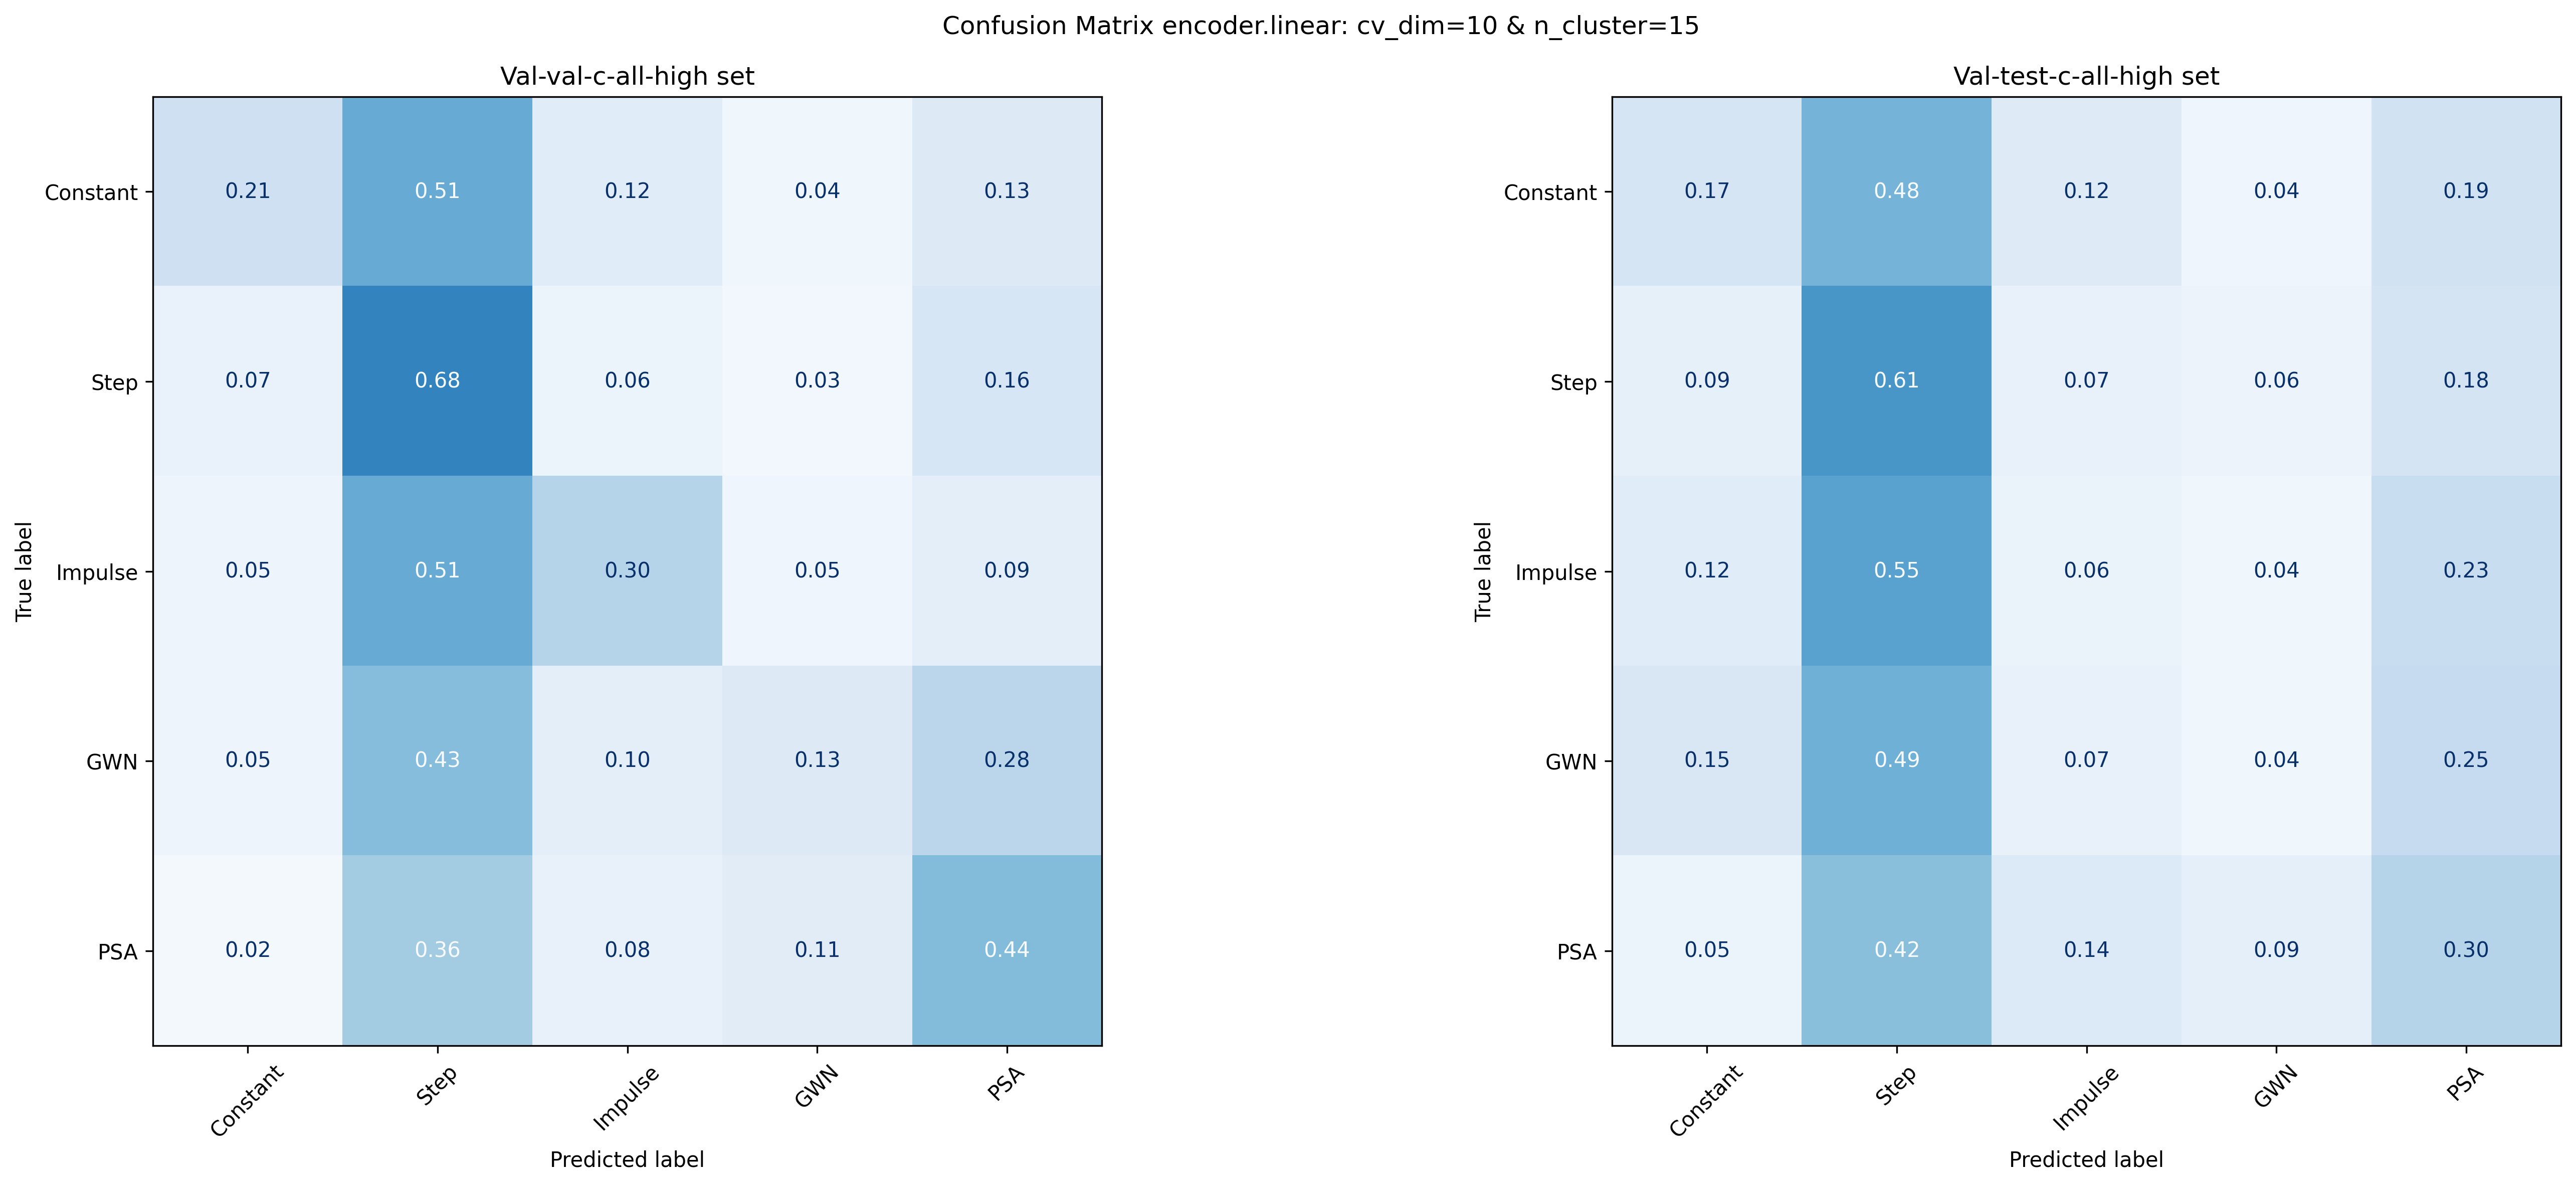 Confusion Matrix encoder.linear: cv_dim=10 & n_cluster=15
Val-val-c-all-high set
True label
Constant 0.21 0.51 0.12 0.04 0.13
Step 0.07 0.68 0.06 0.03 0.16
Impulse 0.05 0.51 0.30 0.05 0.09
GWN 0.05 0.43 0.10 0.13 0.28
PSA 0.02 0.36 0.08 0.11 0.44
Constant Step Impulse GWN PSA
Predicted label
Val-test-c-all-high set
True label
Constant 0.17 0.48 0.12 0.04 0.19
Step 0.09 0.61 0.07 0.06 0.18
Impulse 0.12 0.55 0.06 0.04 0.23
GWN 0.15 0.49 0.07 0.04 0.25
PSA 0.05 0.42 0.14 0.09 0.30
Constant Step Impulse GWN PSA
Predicted label